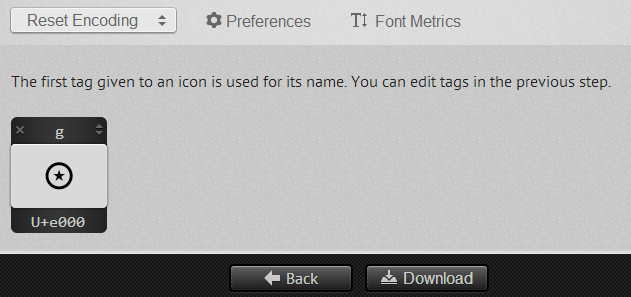 Reset Encoding Preferences Font Metrics
The first tag given to an icon is used for its name. You can edit tags in the previous step.
g
U+e000
Back Download